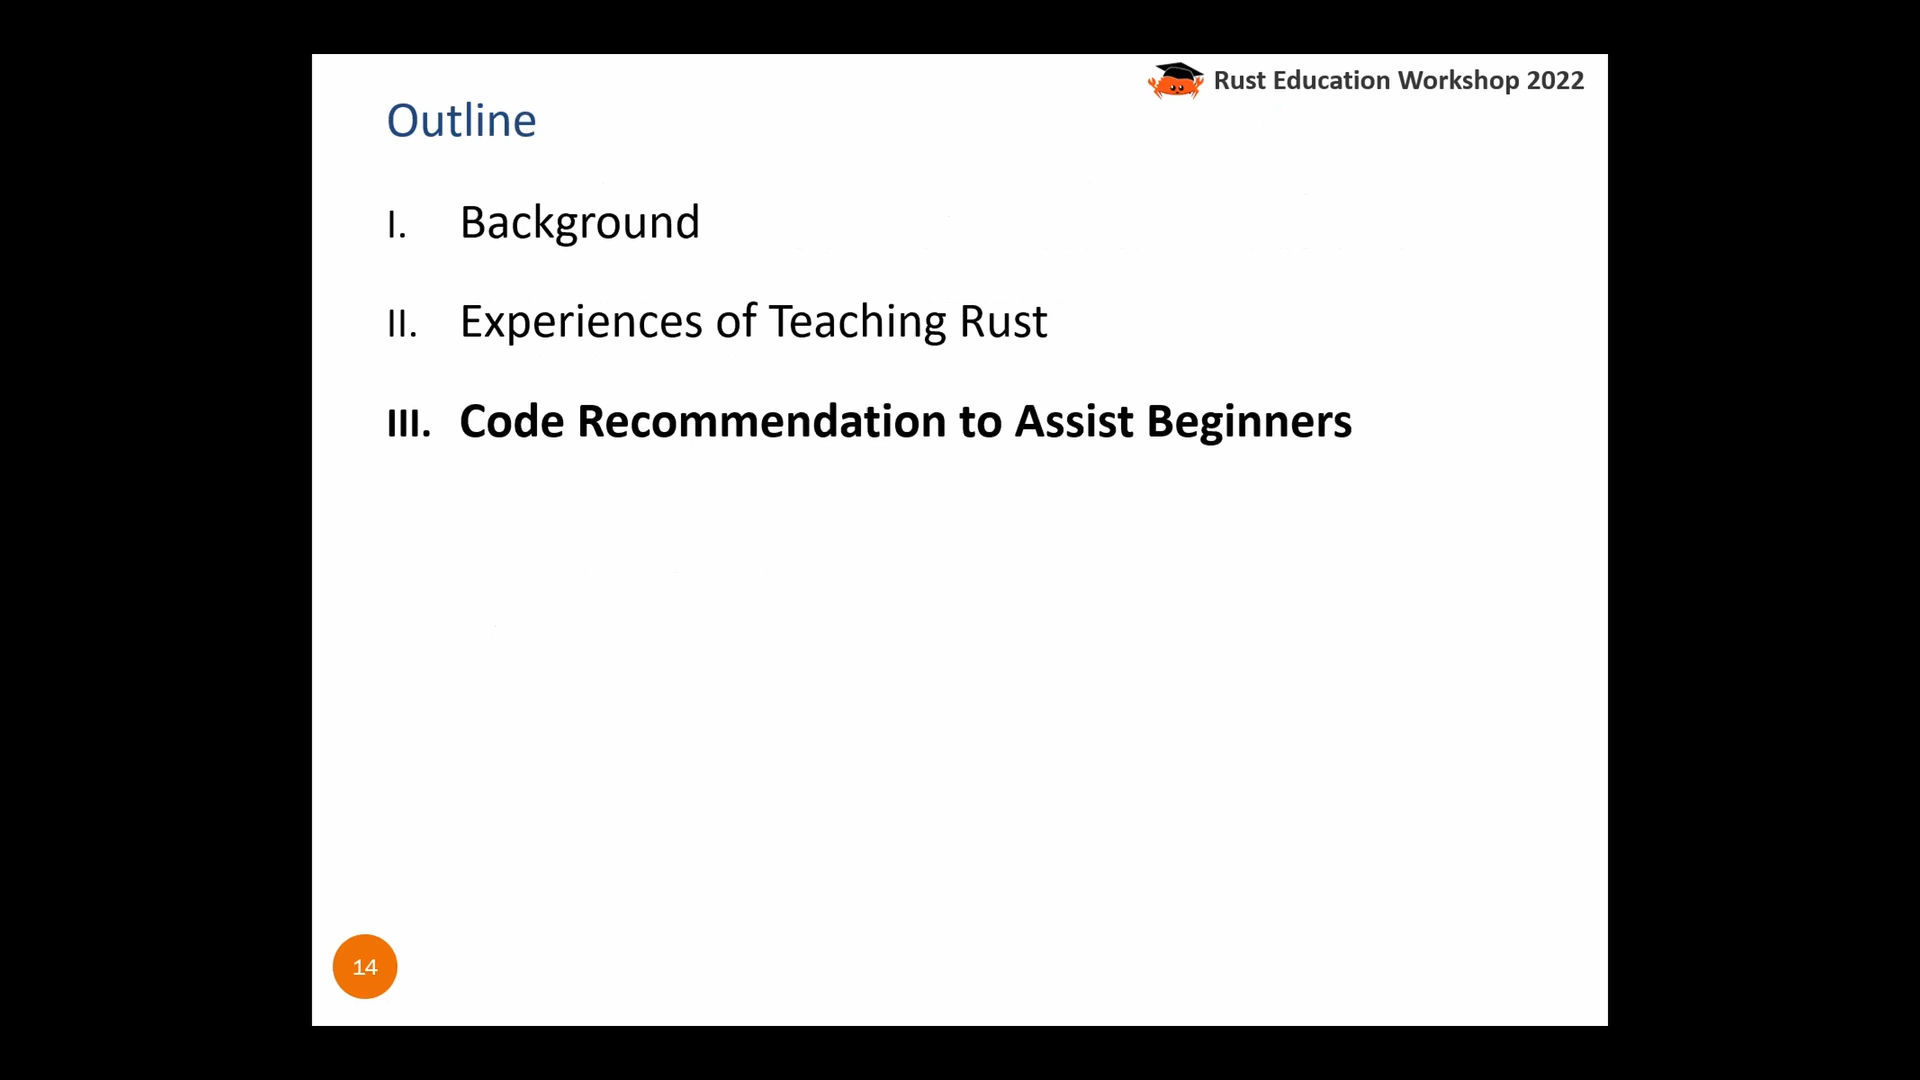 Rust Education Workshop 2022
Outline
I. Background
II. Experiences of Teaching Rust
III. Code Recommendation to Assist Beginners
14